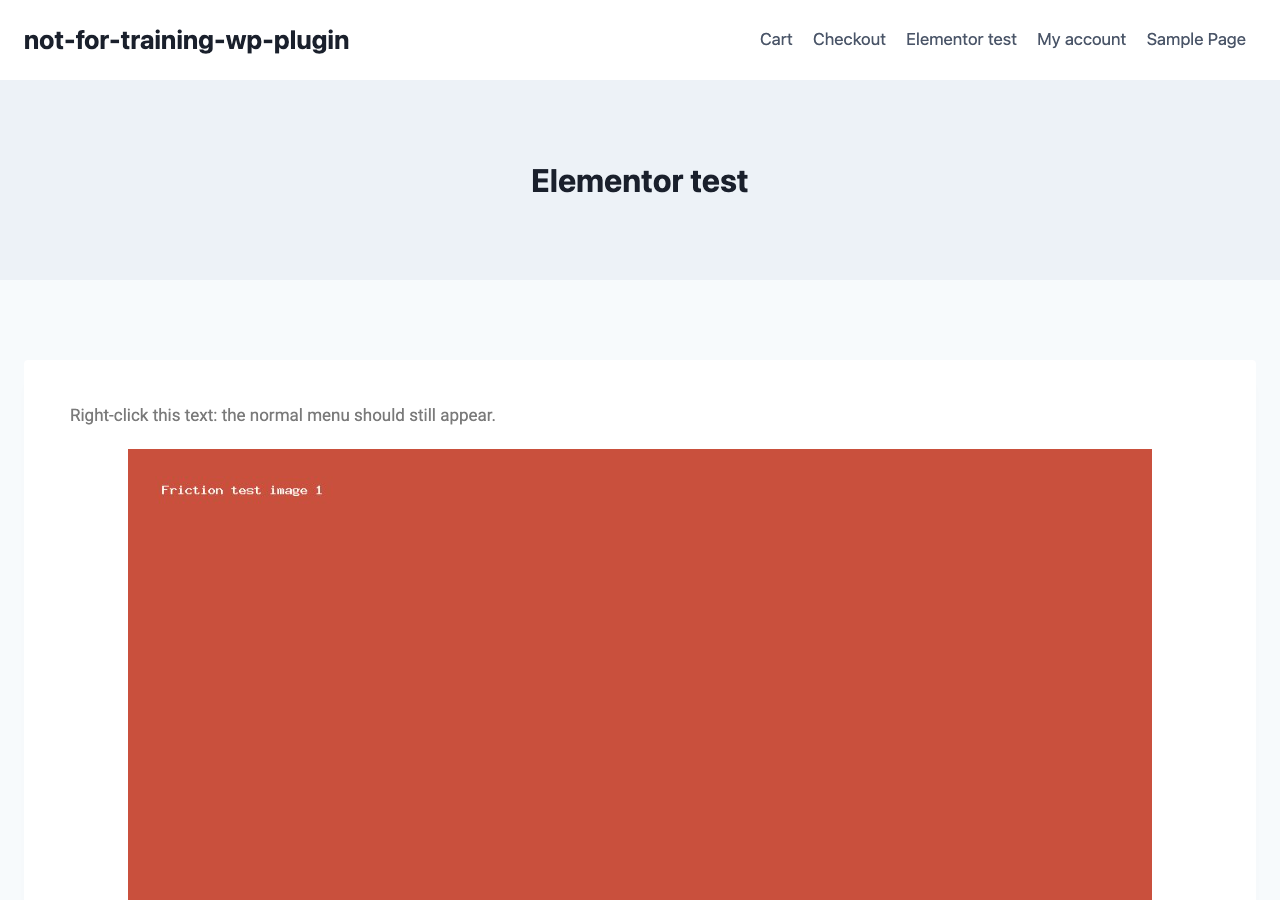 not-for-training-wp-plugin
Cart Checkout Elementor test My account Sample Page
Elementor test
Right-click this text: the normal menu should still appear.
Friction test image 1